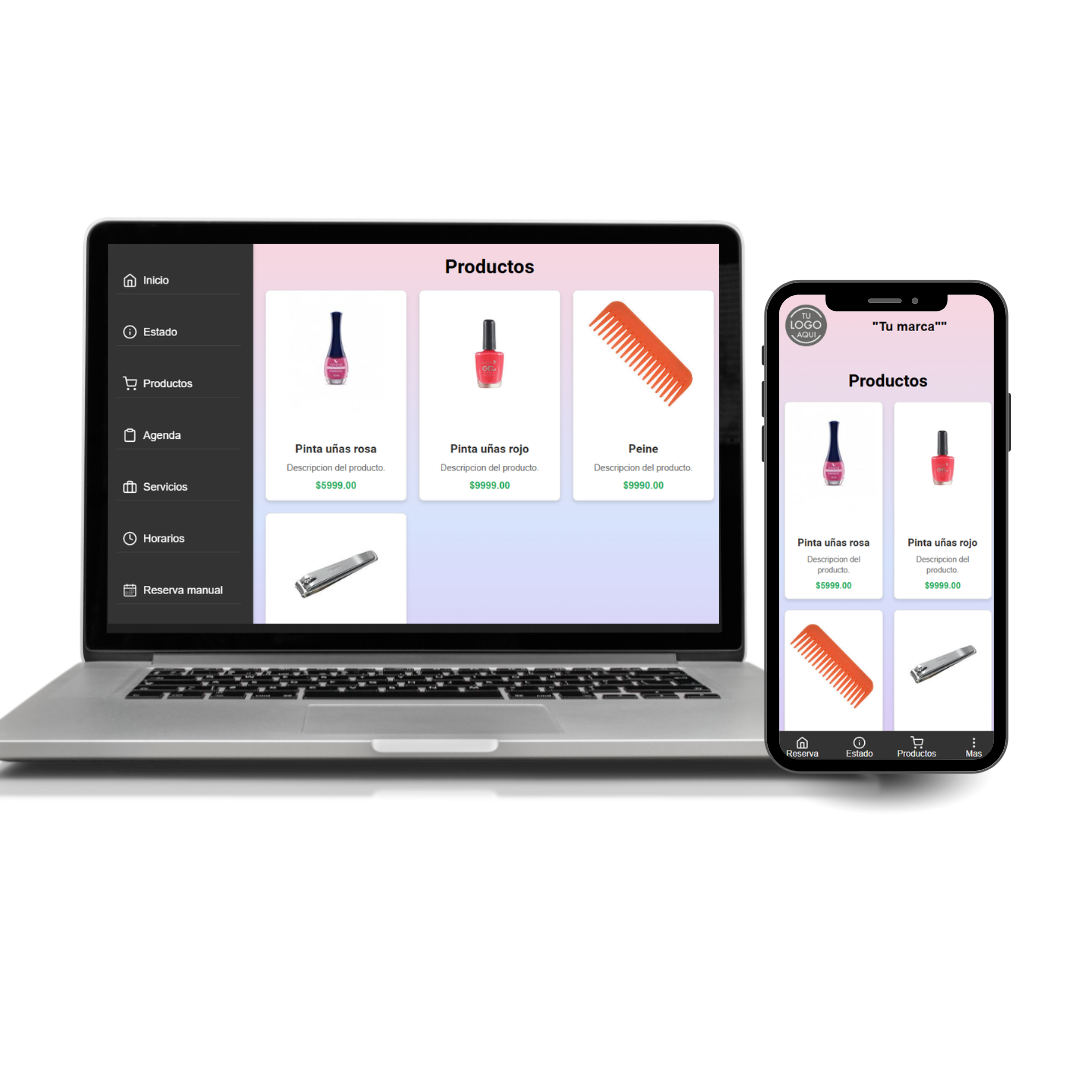 Inicio
Estado
Productos
Agenda
Servicios
Horarios
Reserva manual
Productos
Pinta uñas rosa
Descripcion del producto.
$5999.00
Pinta uñas rojo
Descripcion del producto.
$9999.00
Peine
Descripcion del producto.
$9990.00
TU
LOGO
AQUI
"Tu marca""
Productos
Pinta uñas rosa
Descripcion del
producto.
$5999.00
Pinta uñas rojo
Descripcion del
producto.
$9999.00
Reserva
Estado
Productos
Mas